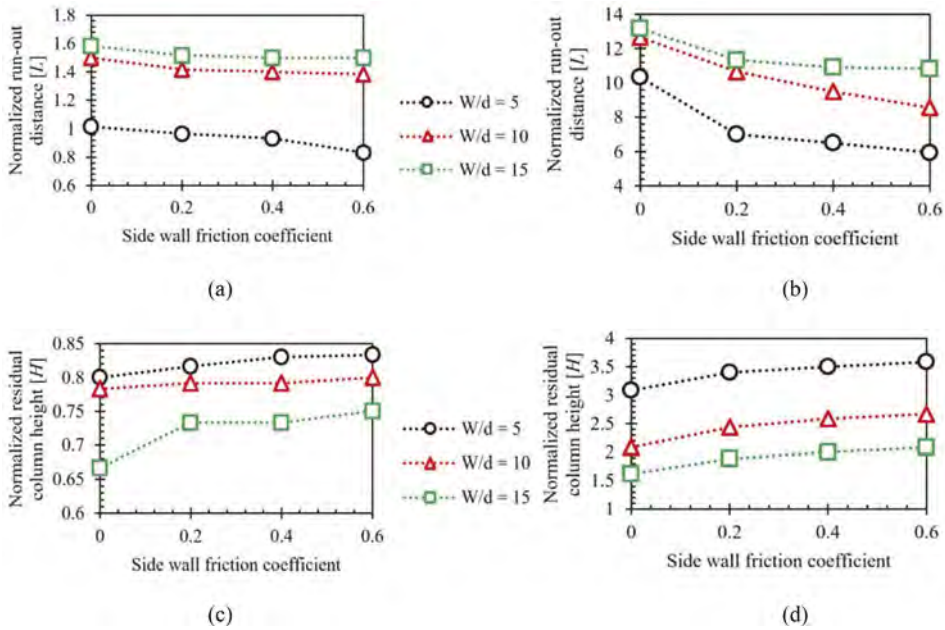 Normalized run-out
distance [L]
1.8
1.6
1.4
1.2
1
0.8
0.6
0
0.2
0.4
0.6
Side wall friction coefficient
(a)
W/d = 5
W/d = 10
W/d = 15
Normalized run-out
distance [L]
14
12
10
8
6
4
0
0.2
0.4
0.6
Side wall friction coefficient
(b)
Normalized residual
column height [H]
0.85
0.8
0.75
0.7
0.65
0.6
0
0.2
0.4
0.6
Side wall friction coefficient
(c)
W/d = 5
W/d = 10
W/d = 15
Normalized residual
column height [H]
4
3.5
3
2.5
2
1.5
1
0
0.2
0.4
0.6
Side wall friction coefficient
(d)